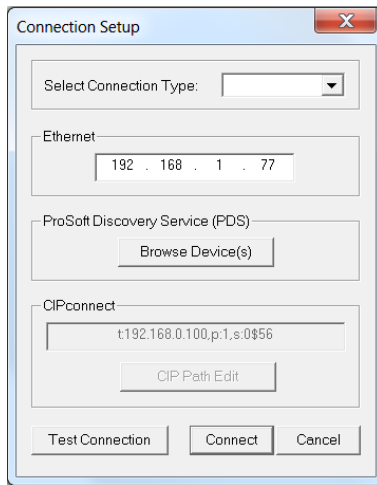 Connection Setup
Select Connection Type:
Ethernet
192 . 168 . 1 . 77
ProSoft Discovery Service (PDS)
Browse Device(s)
CIPconnect
t:192.168.0.100,p:1,s:0$56
CIP Path Edit
Test Connection Connect Cancel